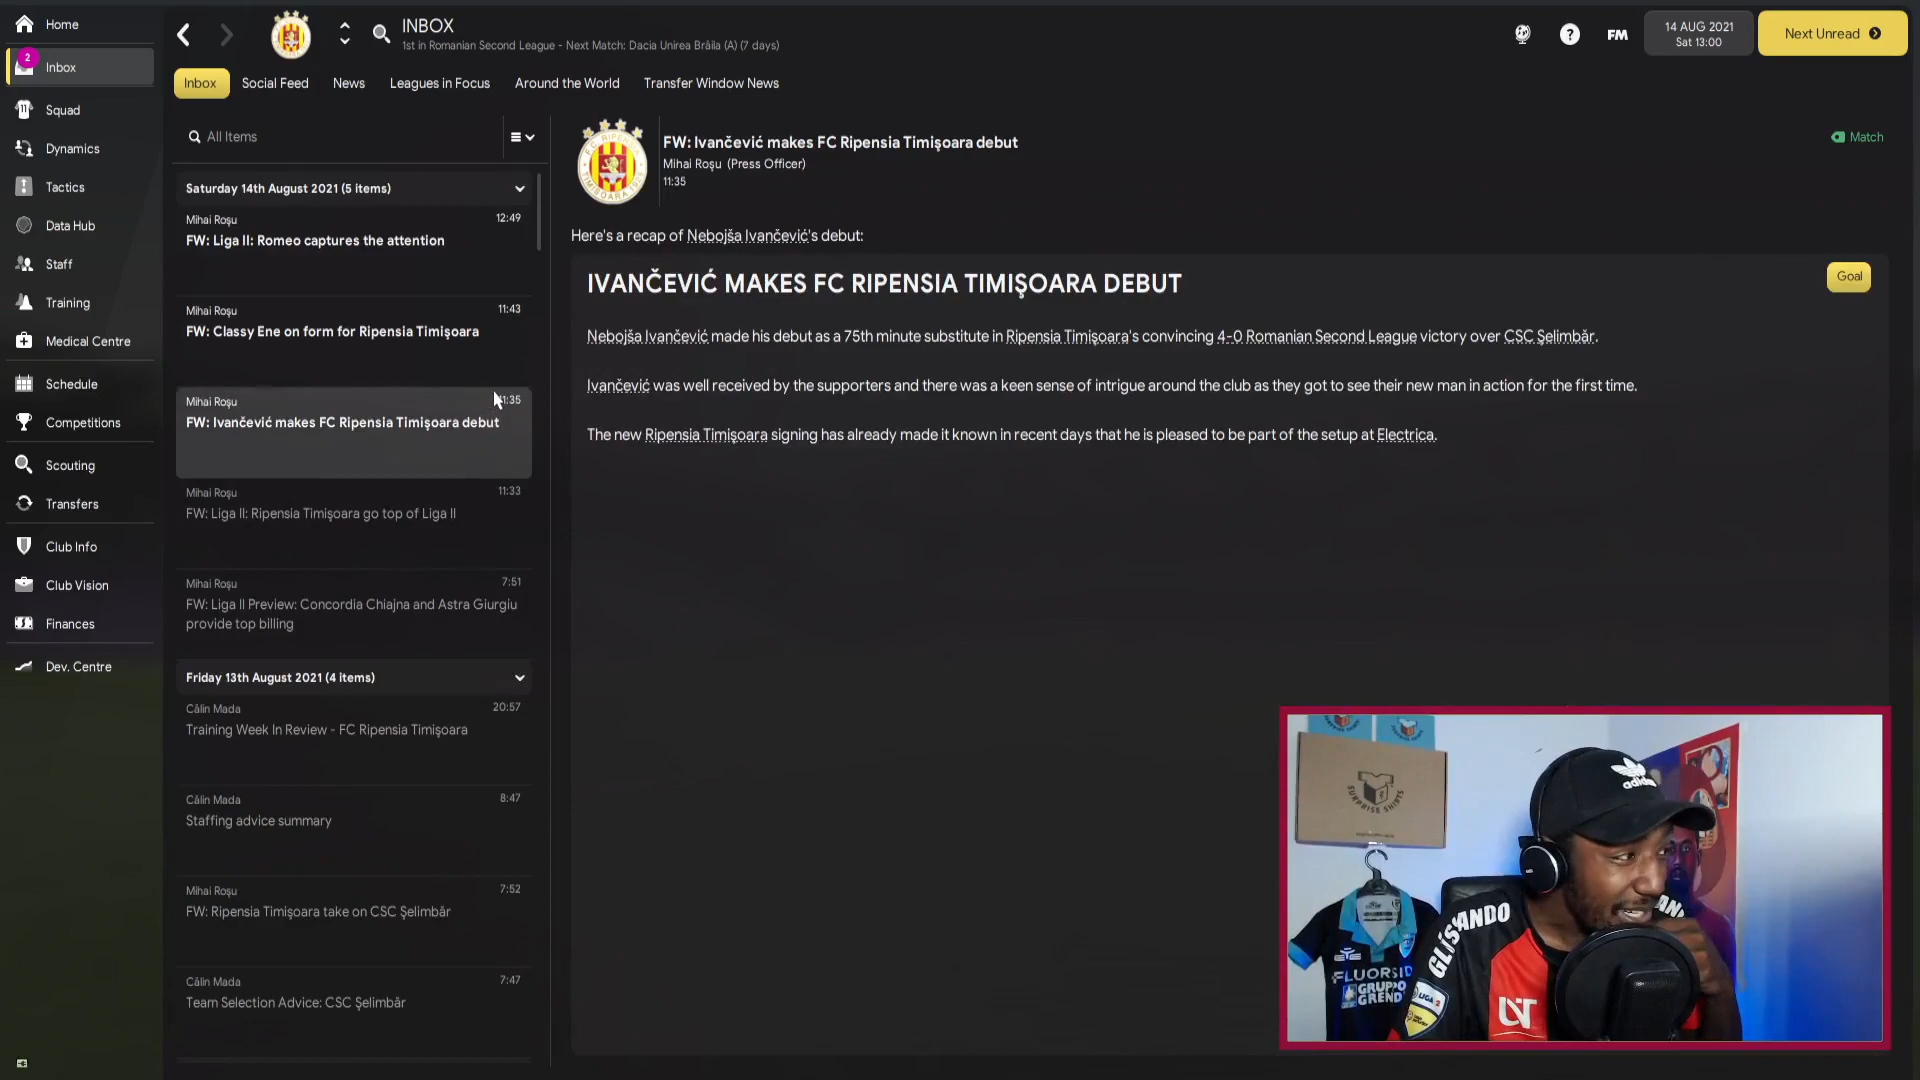 Home
Inbox
2
Squad
Dynamics
Tactics
Data Hub
Staff
Training
Medical Centre
Schedule
Competitions
Scouting
Transfers
Club Info
Club Vision
Finances
Dev. Centre
INBOX
1st in Romanian Second League - Next Match: Dacia Unirea Brăila (A) (7 days)
FM
14 AUG 2021
Sat 13:00
Next Unread
Inbox
Social Feed
News
Leagues in Focus
Around the World
Transfer Window News
All Items
Saturday 14th August 2021 (5 items)
Mihai Roşu 12:49
FW: Liga II: Romeo captures the attention
Mihai Roşu 11:43
FW: Classy Ene on form for Ripensia Timişoara
Mihai Roşu 11:35
FW: Ivančević makes FC Ripensia Timişoara debut
Mihai Roşu 11:33
FW: Liga II: Ripensia Timişoara go top of Liga II
Mihai Roşu 7:51
FW: Liga II Preview: Concordia Chiajna and Astra Giurgiu
provide top billing
Friday 13th August 2021 (4 items)
Călin Mada 20:57
Training Week In Review - FC Ripensia Timişoara
Călin Mada 8:47
Staffing advice summary
Mihai Roşu 7:52
FW: Ripensia Timişoara take on CSC Şelimbăr
Călin Mada 7:47
Team Selection Advice: CSC Şelimbăr
FW: Ivančević makes FC Ripensia Timişoara debut
Mihai Roşu (Press Officer)
11:35
Match
Here's a recap of Nebojša Ivančević's debut:
IVANČEVIĆ MAKES FC RIPENSIA TIMIŞOARA DEBUT
Goal
Nebojša Ivančević made his debut as a 75th minute substitute in Ripensia Timişoara's convincing 4-0 Romanian Second League victory over CSC Şelimbăr.
Ivančević was well received by the supporters and there was a keen sense of intrigue around the club as they got to see their new man in action for the first time.
The new Ripensia Timişoara signing has already made it known in recent days that he is pleased to be part of the setup at Electrica.
SURPRISE SHIRTS
adidas
GLISSANDO
FLUORSID
GRUPPO
GREND
LIGA 2